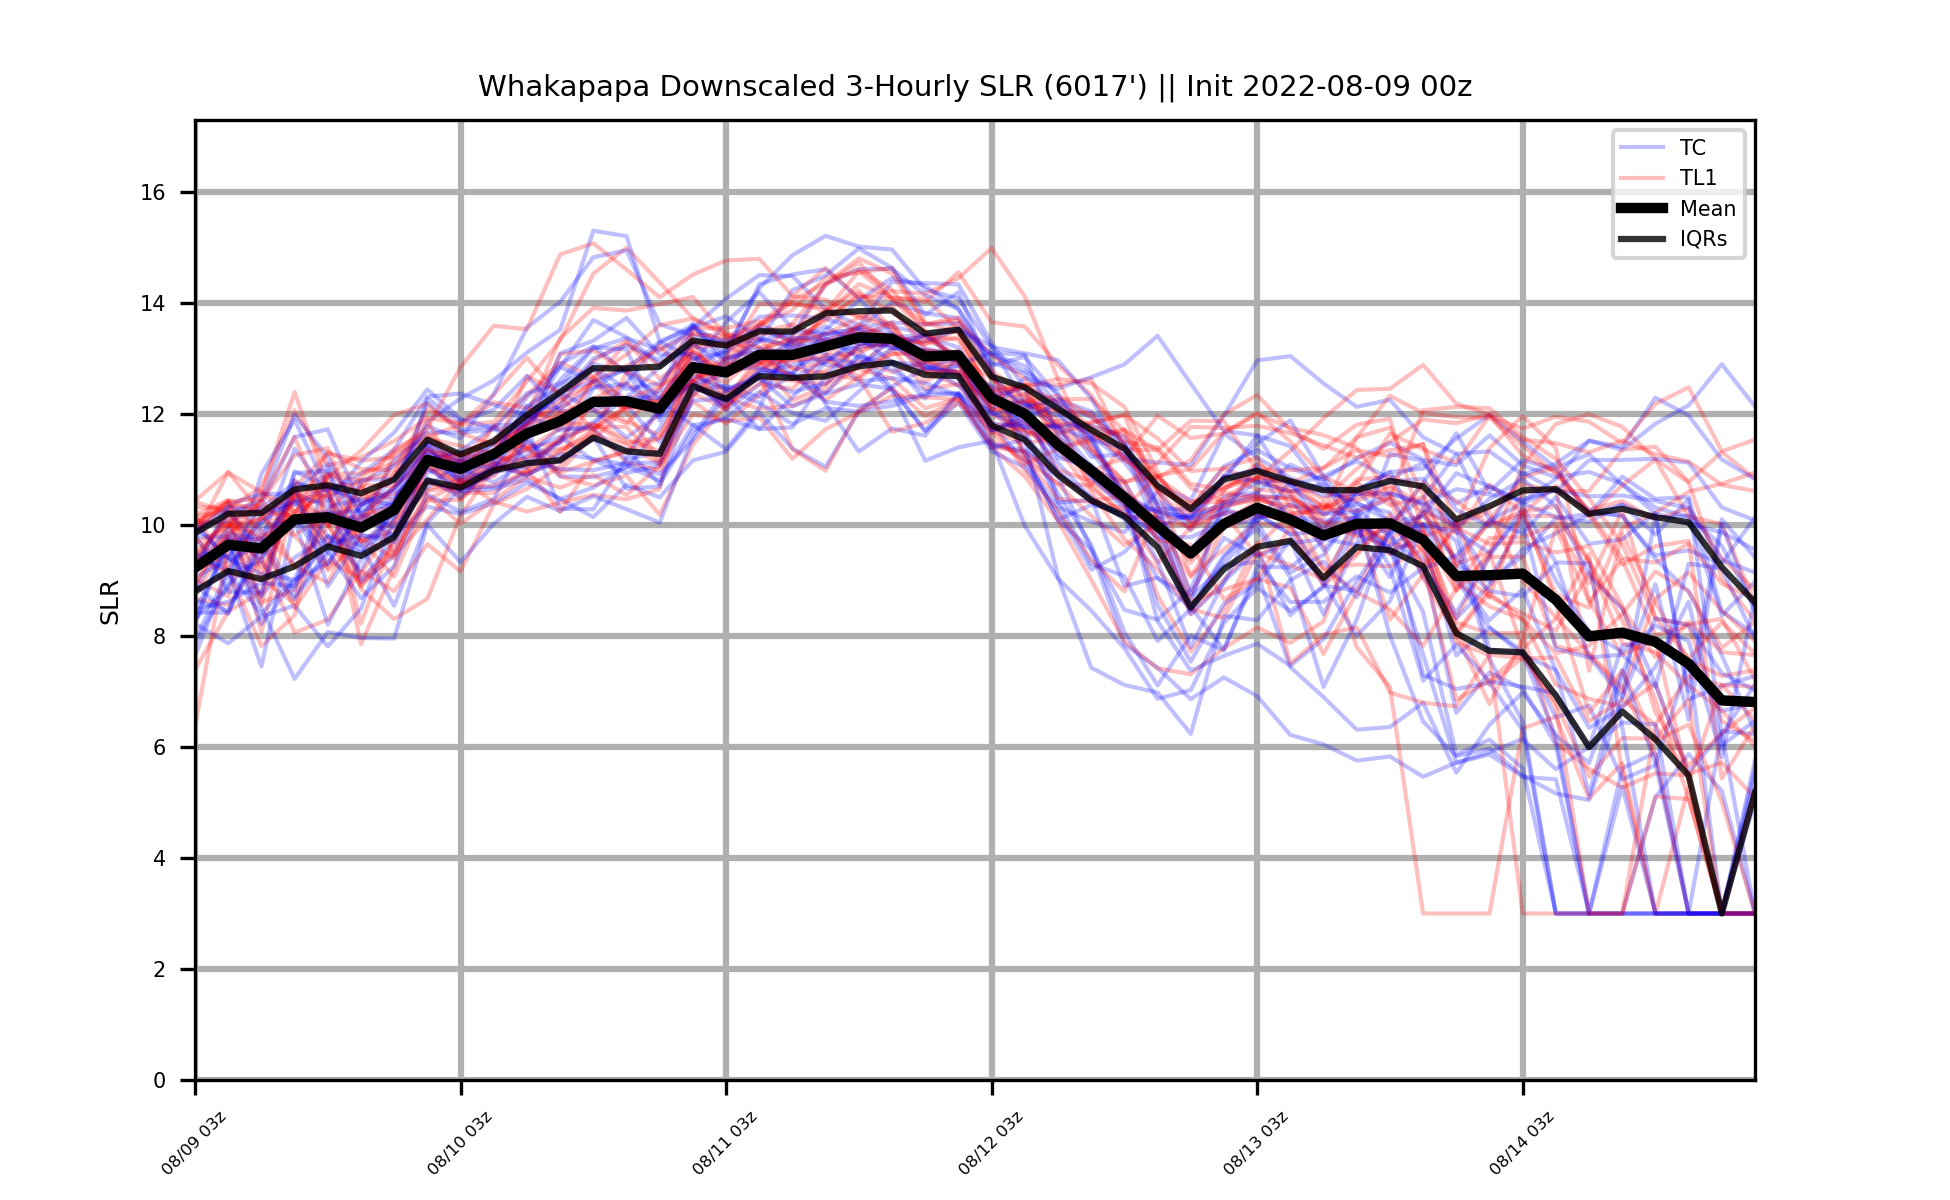 Whakapapa Downscaled 3-Hourly SLR (6017') || Init 2022-08-09 00z
TC
TL1
Mean
IQRs
SLR
16
14
12
10
8
6
4
2
0
08/09 03z
08/10 03z
08/11 03z
08/12 03z
08/13 03z
08/14 03z